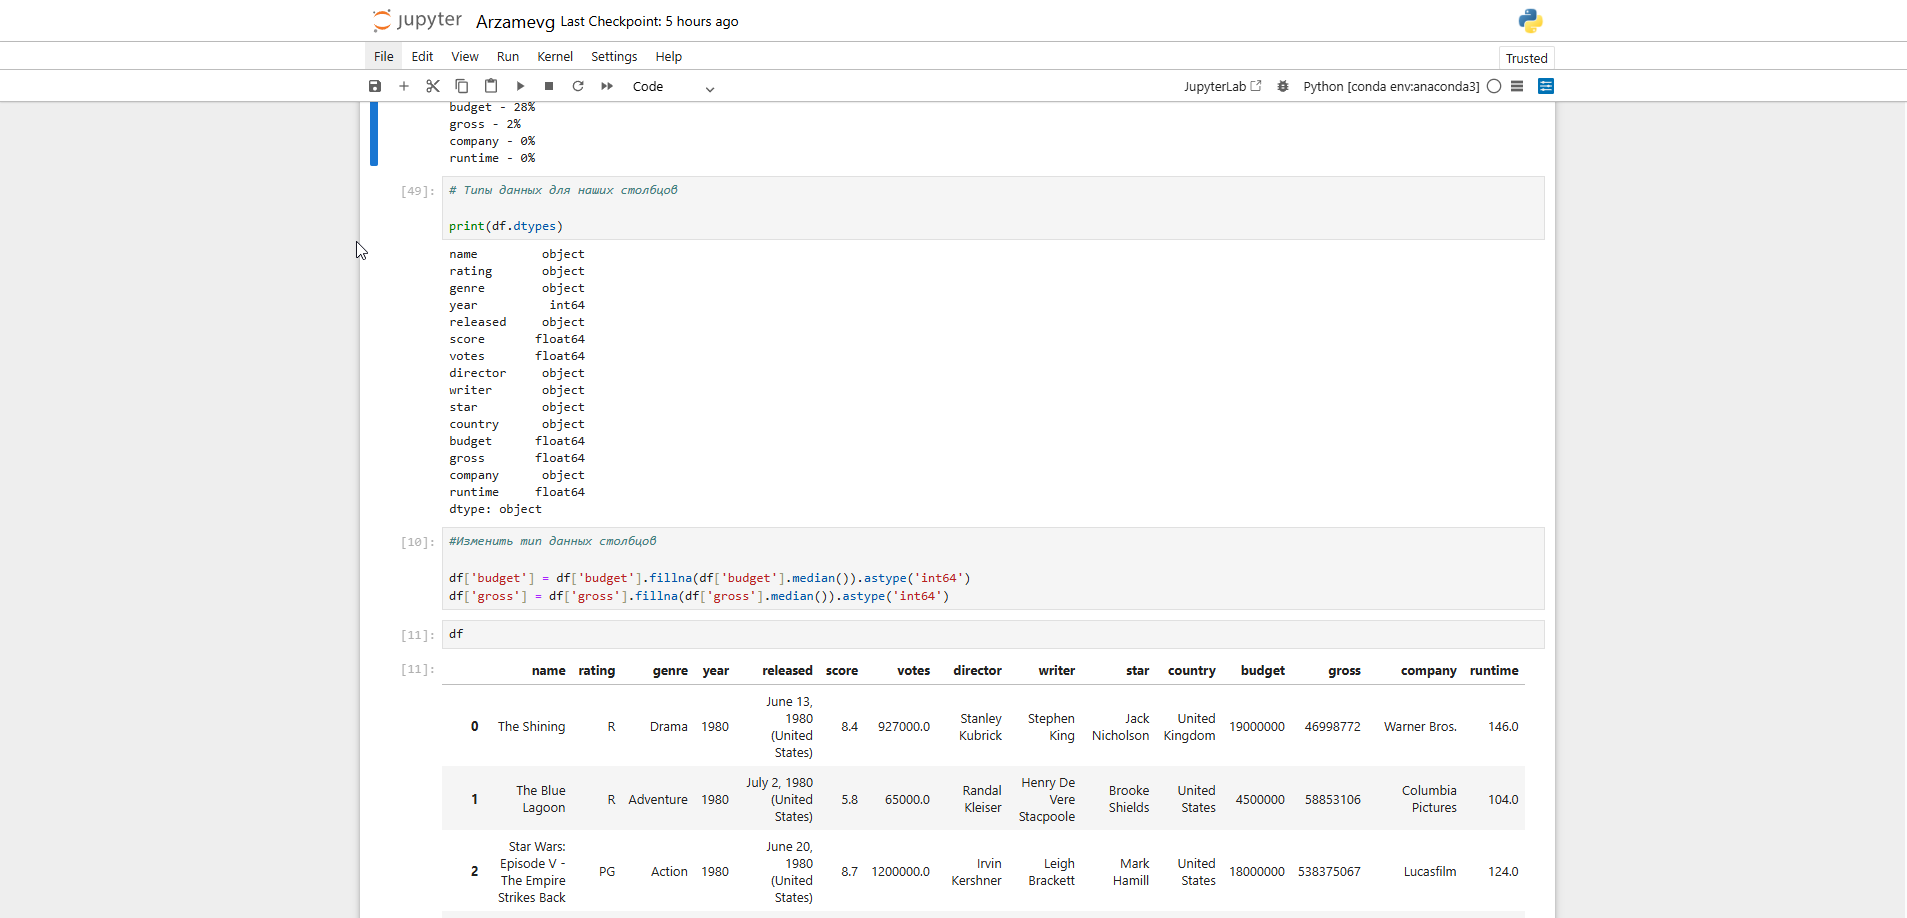 jupyter Arzamevg Last Checkpoint: 5 hours ago
File Edit View Run Kernel Settings Help
Trusted
Code
JupyterLab Python [conda env:anaconda3]
budget - 28%
gross - 2%
company - 0%
runtime - 0%
[49]:
# Типы данных для наших столбцов
print(df.dtypes)
name object
rating object
genre object
year int64
released object
score float64
votes float64
director object
writer object
star object
country object
budget float64
gross float64
company object
runtime float64
dtype: object
[10]:
#Изменить тип данных столбцов
df['budget'] = df['budget'].fillna(df['budget'].median()).astype('int64')
df['gross'] = df['gross'].fillna(df['gross'].median()).astype('int64')
[11]:
df
[11]:
name rating genre year released score votes director writer star country budget gross company runtime
0 The Shining R Drama 1980 June 13, 1980 (United States) 8.4 927000.0 Stanley Kubrick Stephen King Jack Nicholson United Kingdom 19000000 46998772 Warner Bros. 146.0
1 The Blue Lagoon R Adventure 1980 July 2, 1980 (United States) 5.8 65000.0 Randal Kleiser Henry De Vere Stacpoole Brooke Shields United States 4500000 58853106 Columbia Pictures 104.0
2 Star Wars: Episode V - The Empire Strikes Back PG Action 1980 June 20, 1980 (United States) 8.7 1200000.0 Irvin Kershner Leigh Brackett Mark Hamill United States 18000000 538375067 Lucasfilm 124.0